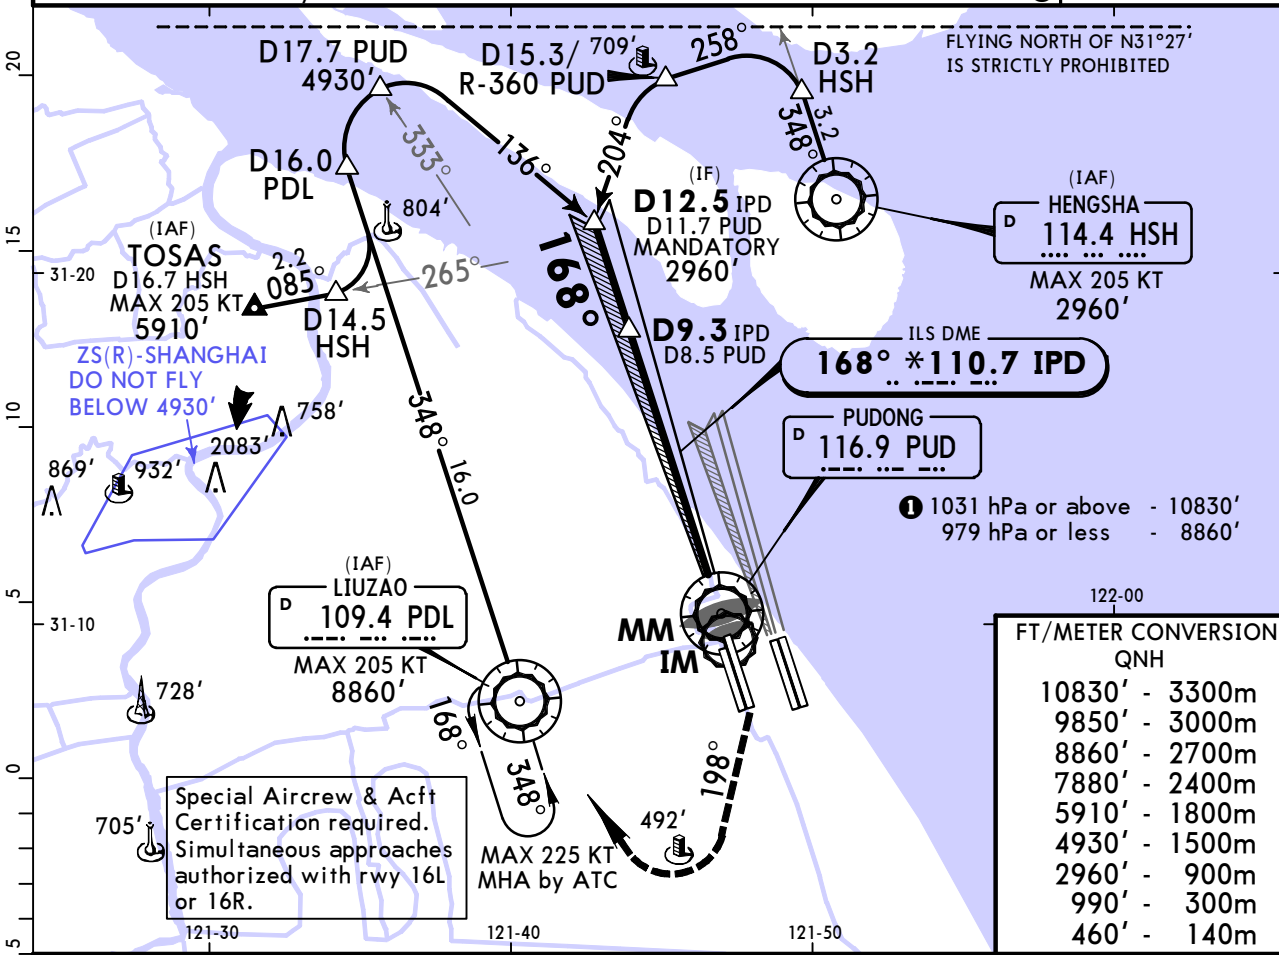 FLYING NORTH OF N31°27′
IS STRICTLY PROHIBITED
D17.7 PUD
4930′
D15.3/
R-360 PUD
709′
258°
D3.2
HSH
3.2
348°
20
333°
136°
204°
D16.0
PDL
804′
(IF)
D12.5 IPD
D11.7 PUD
MANDATORY
2960′
(IAF)
HENGSHA
D 114.4 HSH
MAX 205 KT
2960′
15
31-20
(IAF)
TOSAS
D16.7 HSH
MAX 205 KT
5910′
2.2
085°
265°
D14.5
HSH
168°
D9.3 IPD
D8.5 PUD
ILS DME
168° *110.7 IPD
ZS(R)-SHANGHAI
DO NOT FLY
BELOW 4930′
758′
2083′
932′
869′
10
348°
16.0
PUDONG
D 116.9 PUD
1 1031 hPa or above - 10830′
979 hPa or less - 8860′
(IAF)
LIUZAO
D 109.4 PDL
MAX 205 KT
8860′
5
31-10
MM
IM
122-00
728′
168°
348°
198°
492′
MAX 225 KT
MHA by ATC
0
705′
Special Aircrew & Acft
Certification required.
Simultaneous approaches
authorized with rwy 16L
or 16R.
5
121-30
121-40
121-50
FT/METER CONVERSION
QNH
10830′ - 3300m
9850′ - 3000m
8860′ - 2700m
7880′ - 2400m
5910′ - 1800m
4930′ - 1500m
2960′ - 900m
990′ - 300m
460′ - 140m